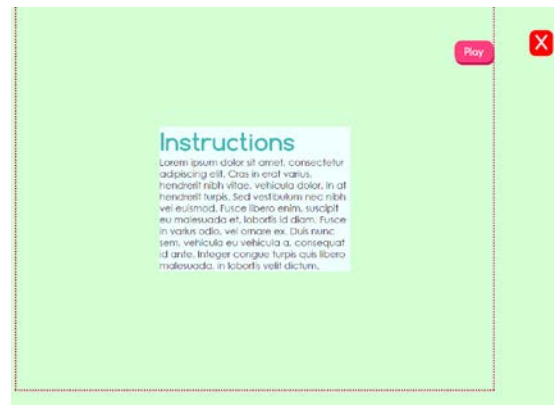 Play
X
Instructions
Lorem ipsum dolor sit amet, consectetur
adipiscing elit. Cras in erat varius,
hendrerit nibh vitae, vehicula dolor. In at
hendrerit turpis. Sed vestibulum nec nibh
vel euismod. Fusce libero enim, suscipit
eu malesuada et, lobortis id diam. Fusce
in varius odio, vel ornare ex. Duis nunc
sem, vehicula eu vehicula a, consequat
id ante. Integer congue turpis quis libero
malesuada, in lobortis velit dictum.